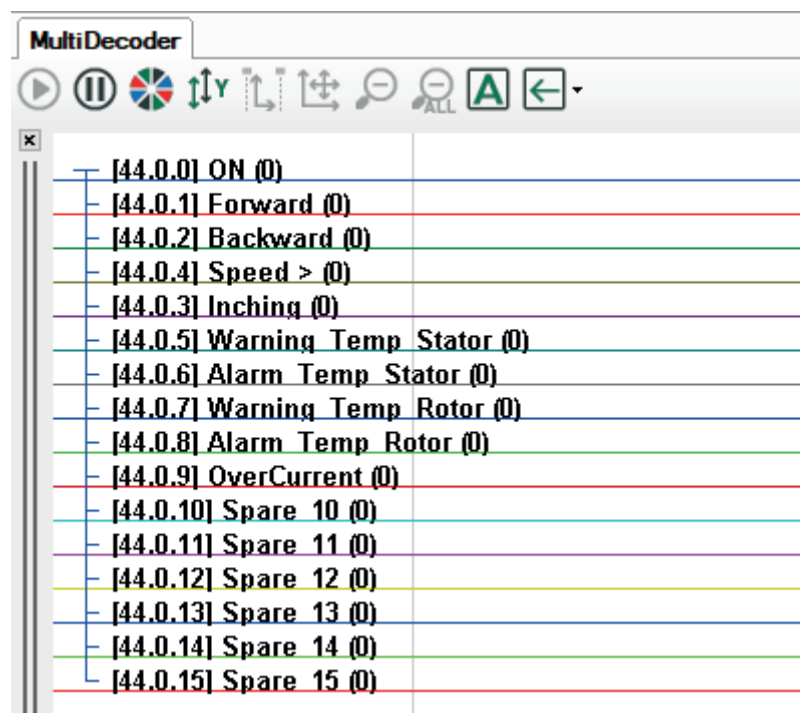 MultiDecoder
Y
ALL
A
[44.0.0] ON (0)
[44.0.1] Forward (0)
[44.0.2] Backward (0)
[44.0.4] Speed > (0)
[44.0.3] Inching (0)
[44.0.5] Warning_Temp_Stator (0)
[44.0.6] Alarm_Temp_Stator (0)
[44.0.7] Warning_Temp_Rotor (0)
[44.0.8] Alarm_Temp_Rotor (0)
[44.0.9] OverCurrent (0)
[44.0.10] Spare_10 (0)
[44.0.11] Spare_11 (0)
[44.0.12] Spare_12 (0)
[44.0.13] Spare_13 (0)
[44.0.14] Spare_14 (0)
[44.0.15] Spare_15 (0)